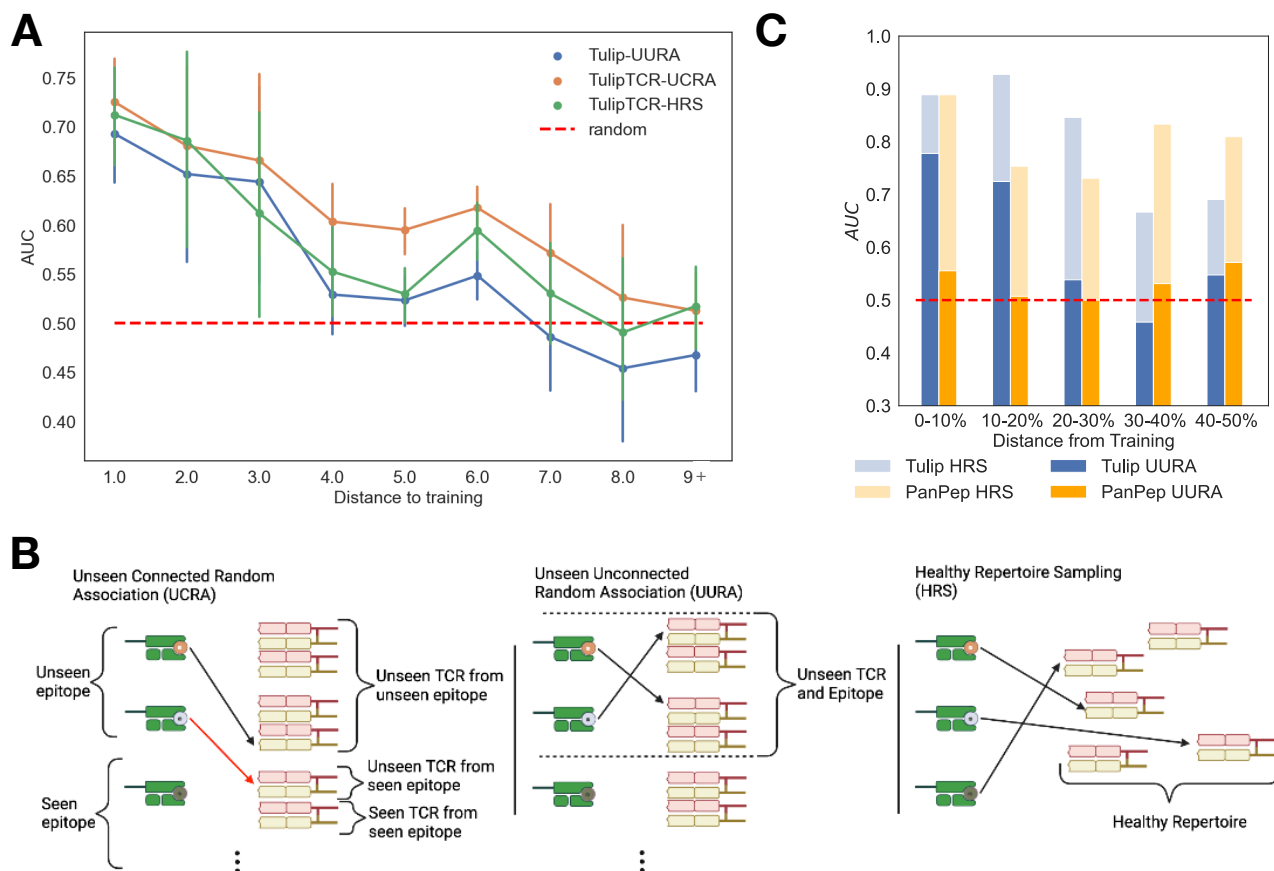 A
0.75
0.70
0.65
0.60
0.55
0.50
0.45
0.40
AUC
Tulip-UURA
TulipTCR-UCRA
TulipTCR-HRS
random
1.0 2.0 3.0 4.0 5.0 6.0 7.0 8.0 9+
Distance to training
C
1.0
0.9
0.8
0.7
0.6
0.5
0.4
0.3
AUC
0-10% 10-20% 20-30% 30-40% 40-50%
Distance from Training
Tulip HRS Tulip UURA
PanPep HRS PanPep UURA
B
Unseen Connected Random
Association (UCRA)
Unseen
epitope
Seen
epitope
Unseen TCR from
unseen epitope
Unseen TCR from
seen epitope
Seen TCR from
seen epitope
Unseen Unconnected
Random Association (UURA)
Unseen TCR
and Epitope
Healthy Repertoire Sampling
(HRS)
Healthy Repertoire